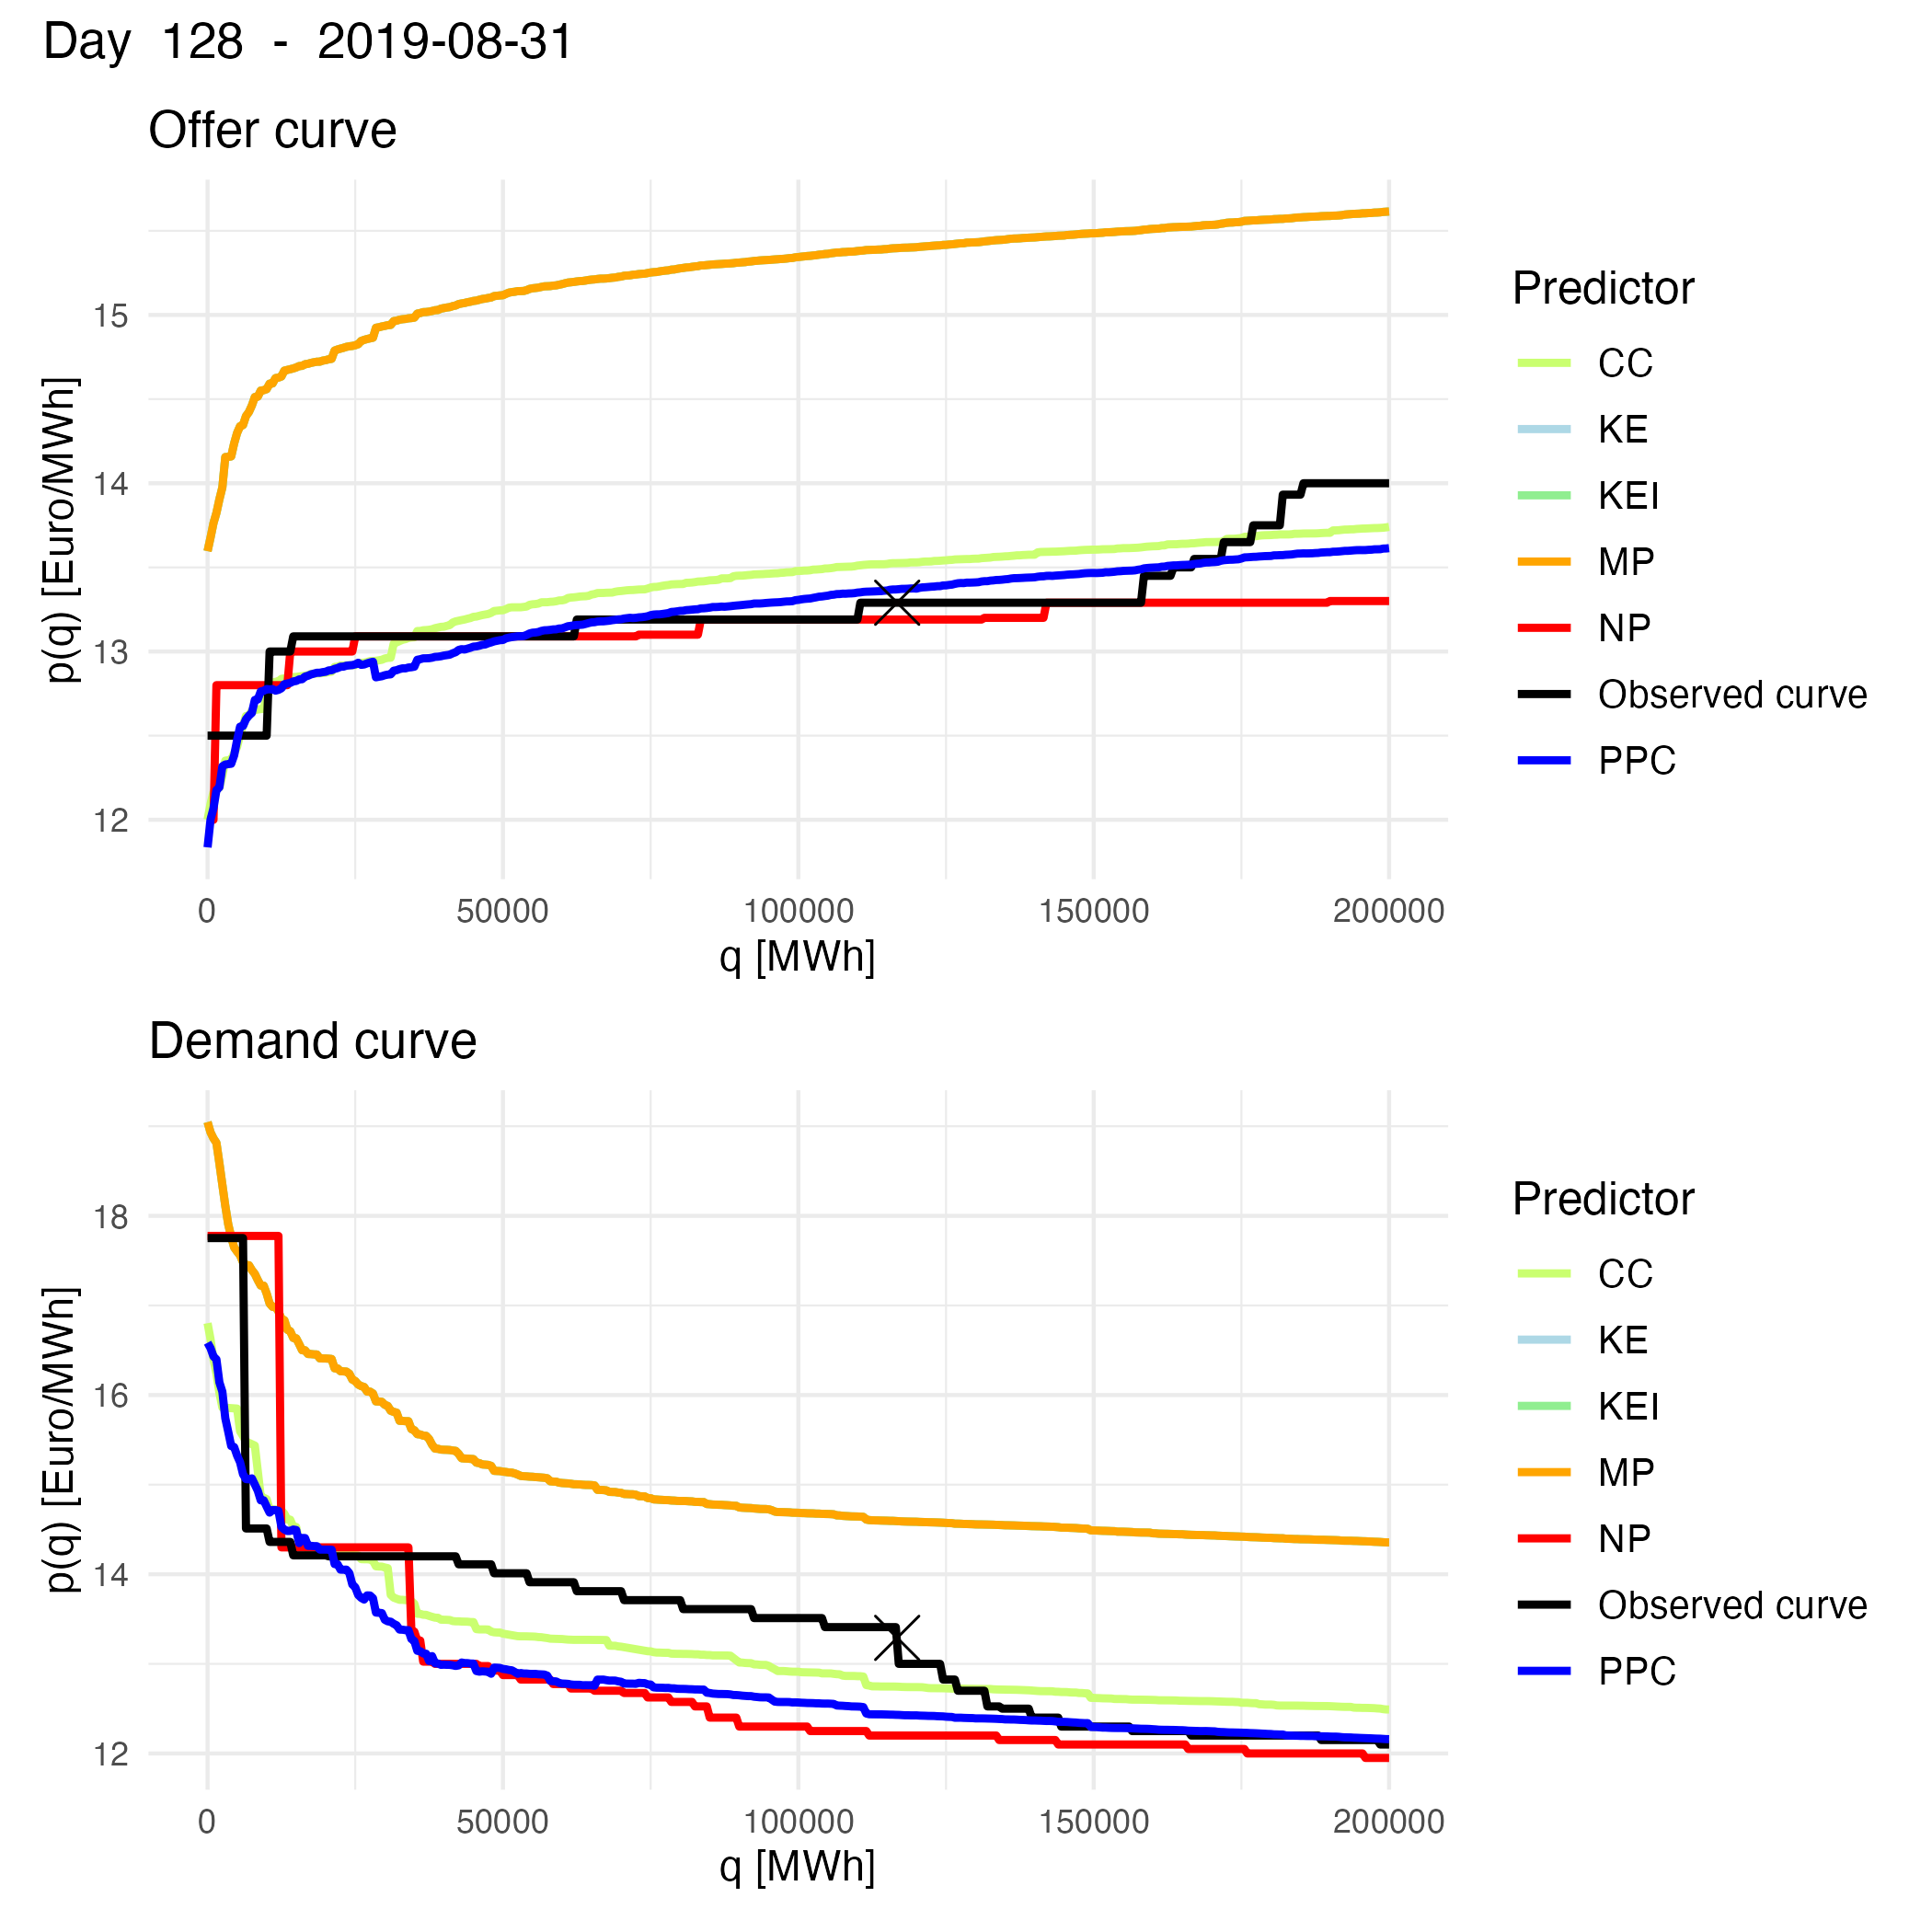 Day 128 - 2019-08-31
Offer curve
p(q) [Euro/MWh]
15
14
13
12
0 50000 100000 150000 200000
q [MWh]
Predictor
CC
KE
KEI
MP
NP
Observed curve
PPC
Demand curve
p(q) [Euro/MWh]
18
16
14
12
0 50000 100000 150000 200000
q [MWh]
Predictor
CC
KE
KEI
MP
NP
Observed curve
PPC